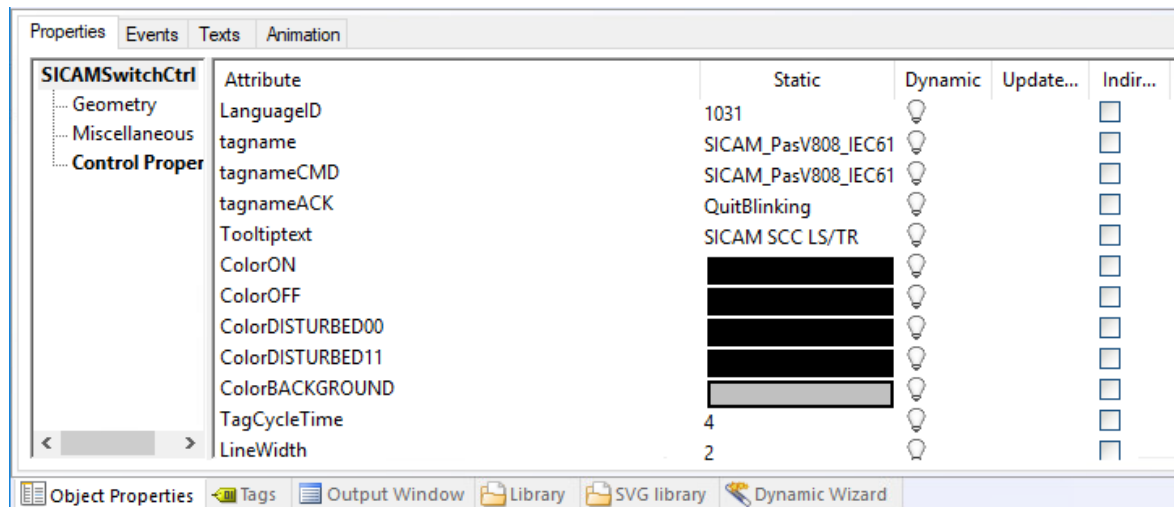 Properties Events Texts Animation
SICAMSwitchCtrl Attribute Static Dynamic Update... Indir...
Geometry LanguageID 1031
Miscellaneous tagname SICAM_PasV808_IEC61
Control Proper tagnameCMD SICAM_PasV808_IEC61
tagnameACK QuitBlinking
Tooltiptext SICAM SCC LS/TR
ColorON
ColorOFF
ColorDISTURBED00
ColorDISTURBED11
ColorBACKGROUND
TagCycleTime 4
LineWidth 2
Object Properties Tags Output Window Library SVG library Dynamic Wizard